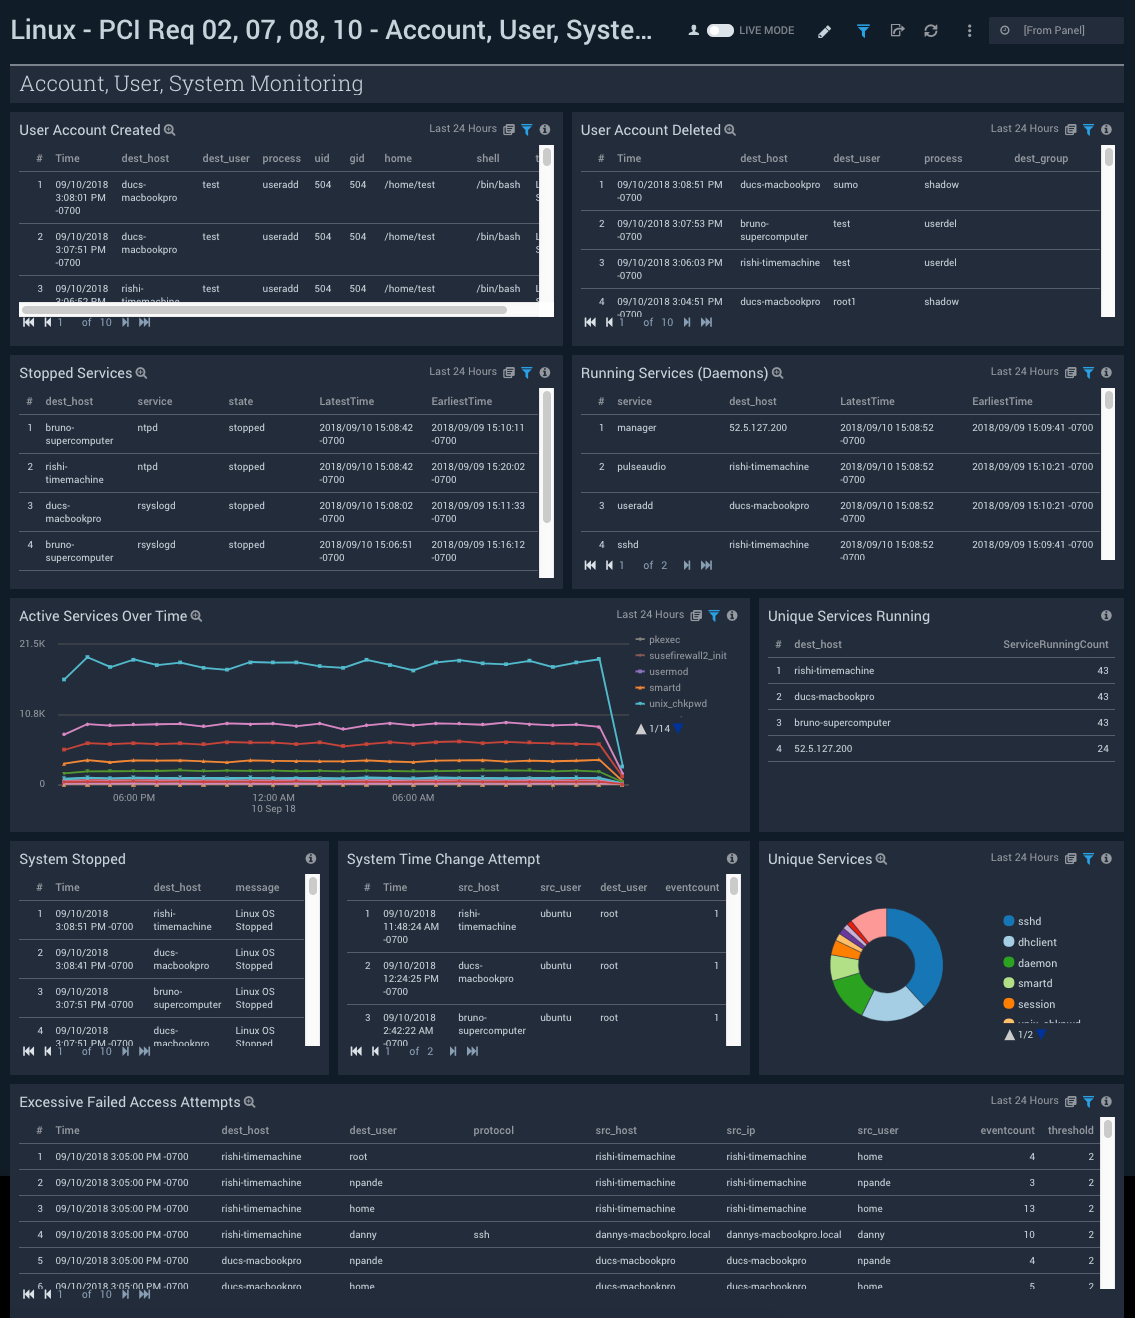 Linux - PCI Req 02, 07, 08, 10 - Account, User, Syste...
LIVE MODE
[From Panel]
Account, User, System Monitoring
User Account Created
Last 24 Hours
# Time dest_host dest_user process uid gid home shell
1 09/10/2018 3:08:01 PM -0700 ducs-macbookpro test useradd 504 504 /home/test /bin/bash
2 09/10/2018 3:07:51 PM -0700 ducs-macbookpro test useradd 504 504 /home/test /bin/bash
3 09/10/2018 3:06:52 PM rishi-timemachine test useradd 504 504 /home/test /bin/bash
1 of 10
User Account Deleted
Last 24 Hours
# Time dest_host dest_user process dest_group
1 09/10/2018 3:08:51 PM -0700 ducs-macbookpro sumo shadow
2 09/10/2018 3:07:53 PM -0700 bruno-supercomputer test userdel
3 09/10/2018 3:06:03 PM -0700 rishi-timemachine test userdel
4 09/10/2018 3:04:51 PM -0700 ducs-macbookpro root1 shadow
1 of 10
Stopped Services
Last 24 Hours
# dest_host service state LatestTime EarliestTime
1 bruno-supercomputer ntpd stopped 2018/09/10 15:08:42 -0700 2018/09/09 15:10:11 -0700
2 rishi-timemachine ntpd stopped 2018/09/10 15:08:42 -0700 2018/09/09 15:20:02 -0700
3 ducs-macbookpro rsyslogd stopped 2018/09/10 15:08:02 -0700 2018/09/09 15:11:33 -0700
4 bruno-supercomputer rsyslogd stopped 2018/09/10 15:06:51 -0700 2018/09/09 15:16:12 -0700
Running Services (Daemons)
Last 24 Hours
# service dest_host LatestTime EarliestTime
1 manager 52.5.127.200 2018/09/10 15:08:52 -0700 2018/09/09 15:09:41 -0700
2 pulseaudio rishi-timemachine 2018/09/10 15:08:52 -0700 2018/09/09 15:10:21 -0700
3 useradd ducs-macbookpro 2018/09/10 15:08:52 -0700 2018/09/09 15:10:21 -0700
4 sshd rishi-timemachine 2018/09/10 15:08:52 -0700 2018/09/09 15:09:41 -0700
1 of 2
Active Services Over Time
Last 24 Hours
21.5K
10.8K
0
06:00 PM
12:00 AM
10 Sep 18
06:00 AM
pkexec
susefirewall2_init
usermod
smartd
unix_chkpwd
1/14
Unique Services Running
# dest_host ServiceRunningCount
1 rishi-timemachine 43
2 ducs-macbookpro 43
3 bruno-supercomputer 43
4 52.5.127.200 24
System Stopped
# Time dest_host message
1 09/10/2018 3:08:51 PM -0700 rishi-timemachine Linux OS Stopped
2 09/10/2018 3:08:41 PM -0700 ducs-macbookpro Linux OS Stopped
3 09/10/2018 3:07:51 PM -0700 bruno-supercomputer Linux OS Stopped
4 09/10/2018 3:07:51 PM -0700 ducs-macbookpro Linux OS Stopped
1 of 10
System Time Change Attempt
# Time src_host src_user dest_user eventcount
1 09/10/2018 11:48:24 AM -0700 rishi-timemachine ubuntu root 1
2 09/10/2018 12:24:25 PM -0700 ducs-macbookpro ubuntu root 1
3 09/10/2018 2:42:22 AM -0700 bruno-supercomputer ubuntu root 1
1 of 2
Unique Services
Last 24 Hours
sshd
dhclient
daemon
smartd
session
unix_chkpwd
1/2
Excessive Failed Access Attempts
Last 24 Hours
# Time dest_host dest_user protocol src_host src_ip src_user eventcount threshold
1 09/10/2018 3:05:00 PM -0700 rishi-timemachine root rishi-timemachine rishi-timemachine home 4 2
2 09/10/2018 3:05:00 PM -0700 rishi-timemachine npande rishi-timemachine rishi-timemachine npande 3 2
3 09/10/2018 3:05:00 PM -0700 rishi-timemachine home rishi-timemachine rishi-timemachine home 13 2
4 09/10/2018 3:05:00 PM -0700 rishi-timemachine danny ssh dannys-macbookpro.local dannys-macbookpro.local danny 10 2
5 09/10/2018 3:05:00 PM -0700 ducs-macbookpro npande ducs-macbookpro ducs-macbookpro npande 4 2
6 09/10/2018 3:05:00 PM -0700 ducs-macbookpro home ducs-macbookpro ducs-macbookpro home 5 2
1 of 10